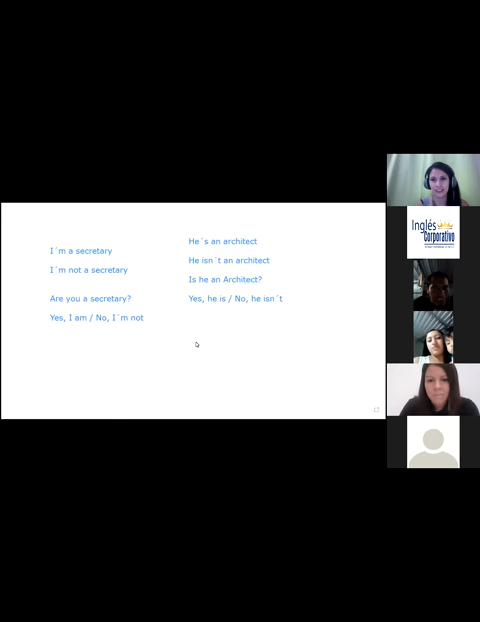 I´m a secretary
I´m not a secretary
Are you a secretary?
Yes, I am / No, I´m not
He´s an architect
He isn´t an architect
Is he an Architect?
Yes, he is / No, he isn´t
Inglés
Corporativo